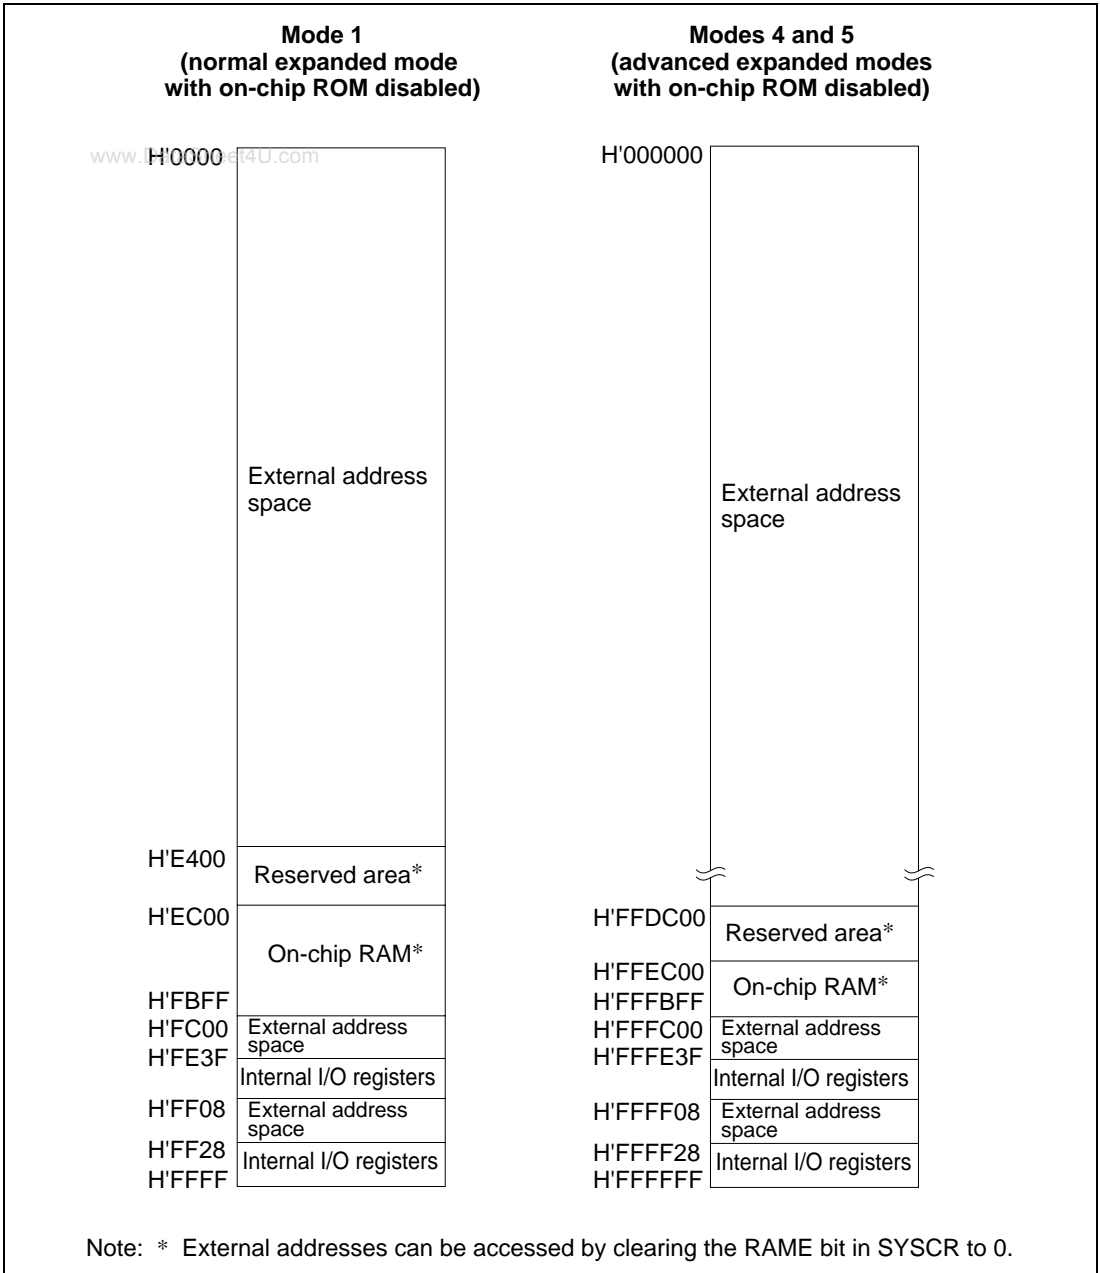 Mode 1
(normal expanded mode
with on-chip ROM disabled)
Modes 4 and 5
(advanced expanded modes
with on-chip ROM disabled)
www.DataSheet4U.com
H'0000
External address
space
H'E400
Reserved area*
H'EC00
On-chip RAM*
H'FBFF
H'FC00
External address
space
H'FE3F
Internal I/O registers
H'FF08
External address
space
H'FF28
Internal I/O registers
H'FFFF
H'000000
External address
space
H'FFDC00
Reserved area*
H'FFEC00
On-chip RAM*
H'FFFBFF
H'FFFC00
External address
space
H'FFFE3F
Internal I/O registers
H'FFFF08
External address
space
H'FFFF28
Internal I/O registers
H'FFFFFF
Note: * External addresses can be accessed by clearing the RAME bit in SYSCR to 0.